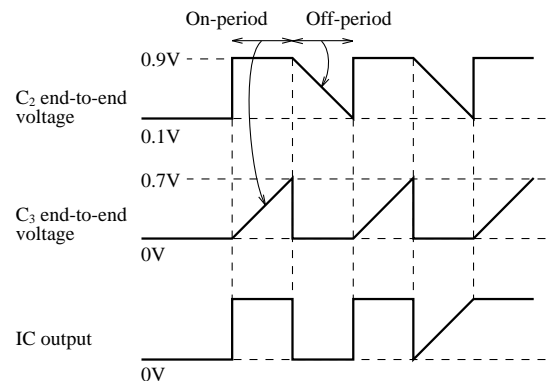 On-period Off-period
0.9V
C₂ end-to-end
voltage
0.1V
0.7V
C₃ end-to-end
voltage
0V
IC output
0V